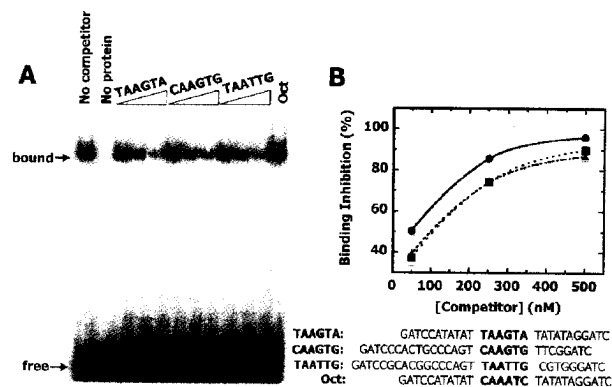 A
No competitor
No protein
TAAGTA
CAAGTG
TAATTG
Oct
bound
free
B
Binding Inhibition (%)
100
80
60
40
0 100 200 300 400 500
[Competitor] (nM)
TAAGTA: GATCCATATAT TAAGTA TATATAGGATC
CAAGTG: GATCCCACTGCCCAGT CAAGTG TTCGGATC
TAATTG: GATCCGCACGGCCCAGT TAATTG CGTGGGATC
Oct: GATCCATATAT CAAATC TATATAGGATC